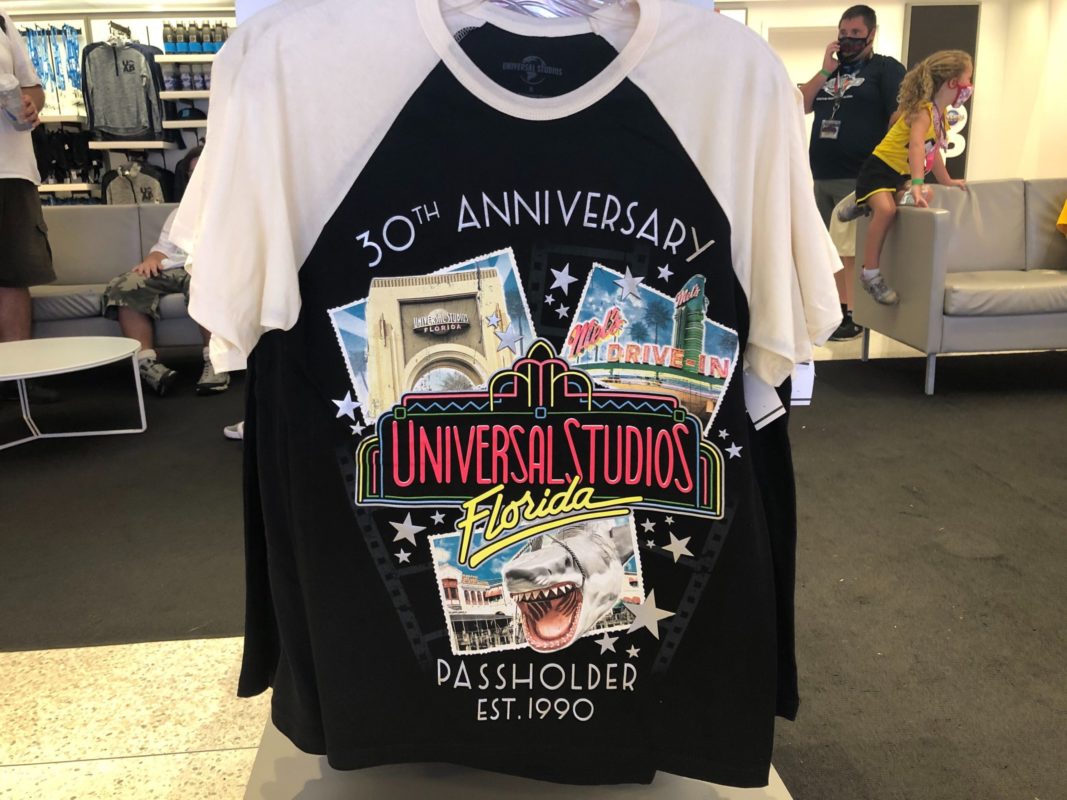 UNIVERSAL STUDIOS
30TH ANNIVERSARY
UNIVERSAL STUDIOS
FLORIDA
Mel's
Mel's
DRIVE-IN
UNIVERSAL STUDIOS
Florida
PASSHOLDER
EST. 1990